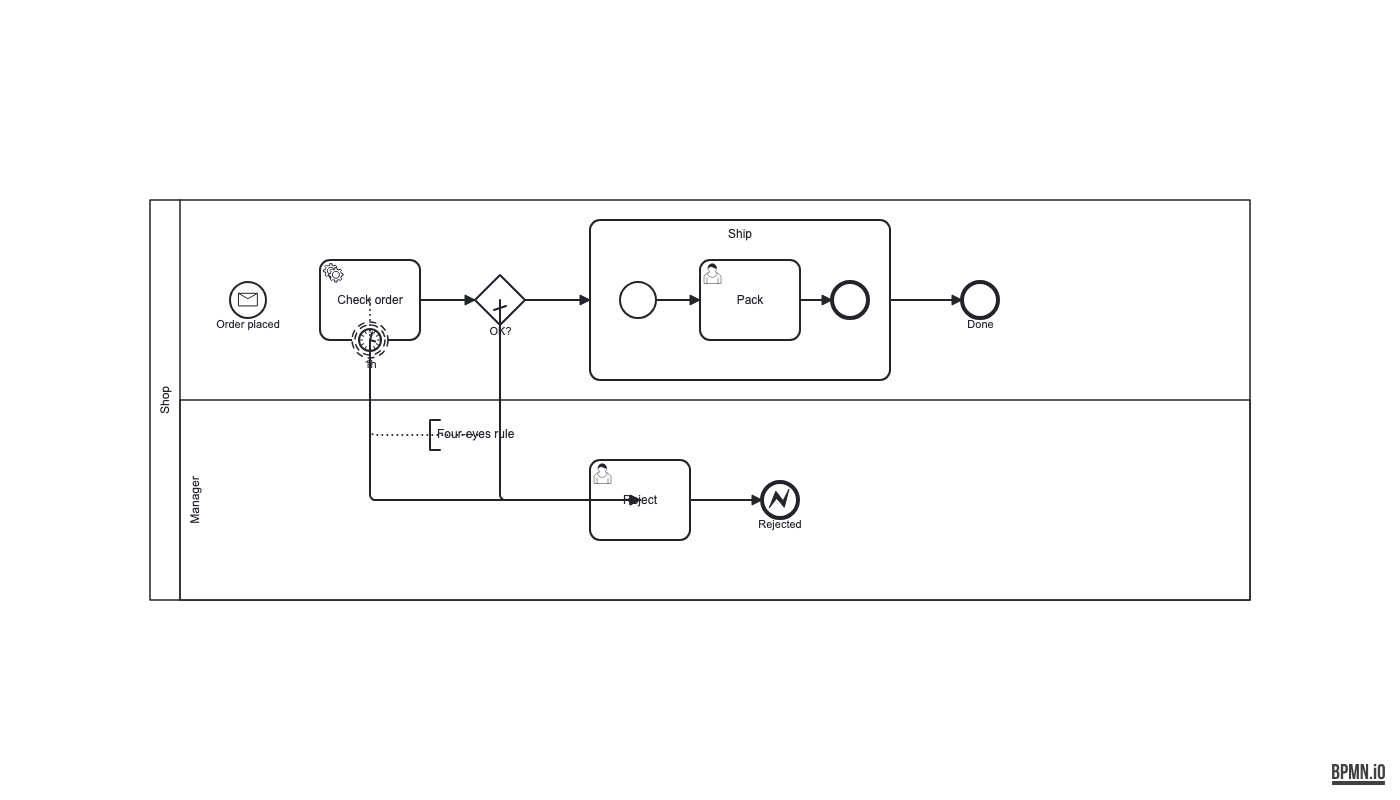 Ship
Check order
Pack
Order placed
OK?
Done
1h
Shop
Four-eyes rule
Manager
Reject
Rejected
BPMN.iO